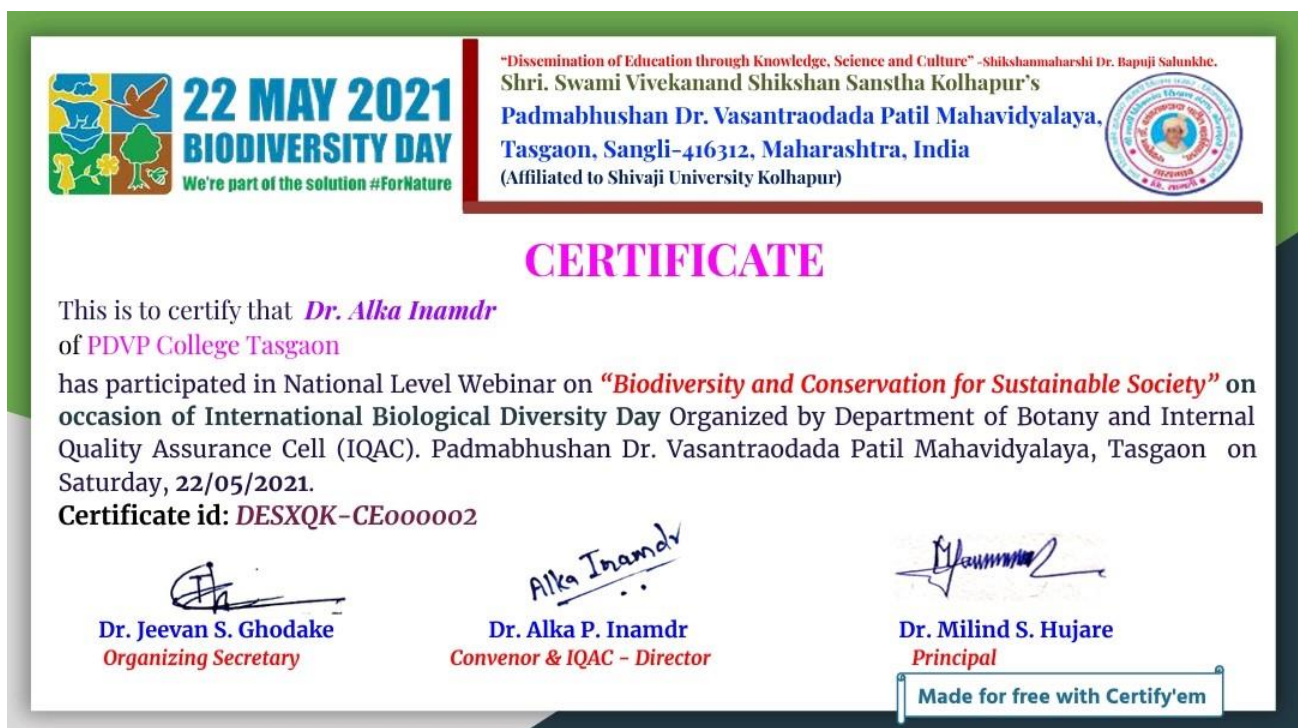 22 MAY 2021
BIODIVERSITY DAY
We're part of the solution #ForNature
“Dissemination of Education through Knowledge, Science and Culture” -Shikshanmaharshi Dr. Bapuji Salunkhe.
Shri. Swami Vivekanand Shikshan Sanstha Kolhapur’s
Padmabhushan Dr. Vasantraodada Patil Mahavidyalaya,
Tasgaon, Sangli-416312, Maharashtra, India
(Affiliated to Shivaji University Kolhapur)
CERTIFICATE
This is to certify that Dr. Alka Inamdr
of PDVP College Tasgaon
has participated in National Level Webinar on “Biodiversity and Conservation for Sustainable Society” on
occasion of International Biological Diversity Day Organized by Department of Botany and Internal
Quality Assurance Cell (IQAC). Padmabhushan Dr. Vasantraodada Patil Mahavidyalaya, Tasgaon on
Saturday, 22/05/2021.
Certificate id: DESXQK-CE000002
Alka Inamdr
Dr. Jeevan S. Ghodake
Dr. Alka P. Inamdr
Dr. Milind S. Hujare
Organizing Secretary
Convenor & IQAC - Director
Principal
Made for free with Certify'em